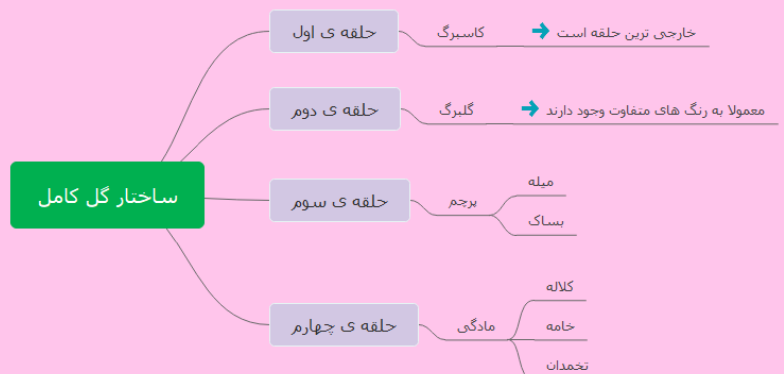 ساختار گل کامل
حلقه ی اول
کاسبرگ
خارجی ترین حلقه است
حلقه ی دوم
گلبرگ
معمولا به رنگ های متفاوت وجود دارند
حلقه ی سوم
پرچم
میله
بساک
حلقه ی چهارم
مادگی
کلاله
خامه
تخمدان